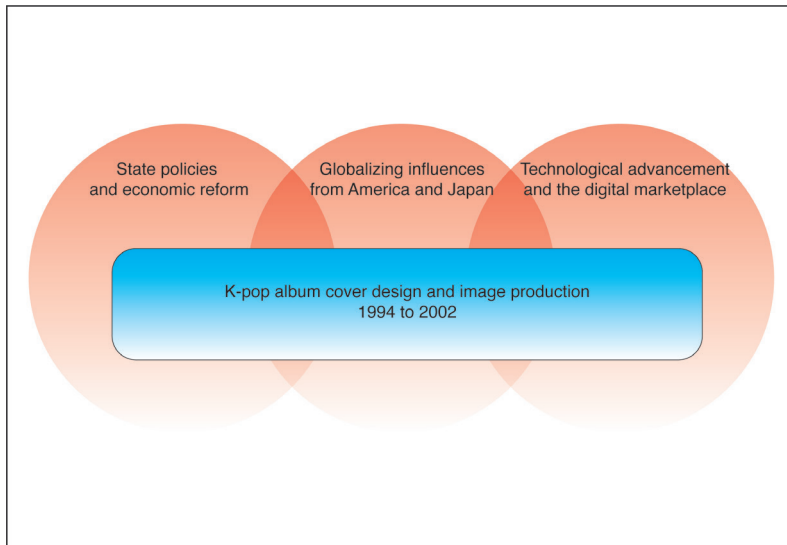 State policies
and economic reform
Globalizing influences
from America and Japan
Technological advancement
and the digital marketplace
K-pop album cover design and image production
1994 to 2002